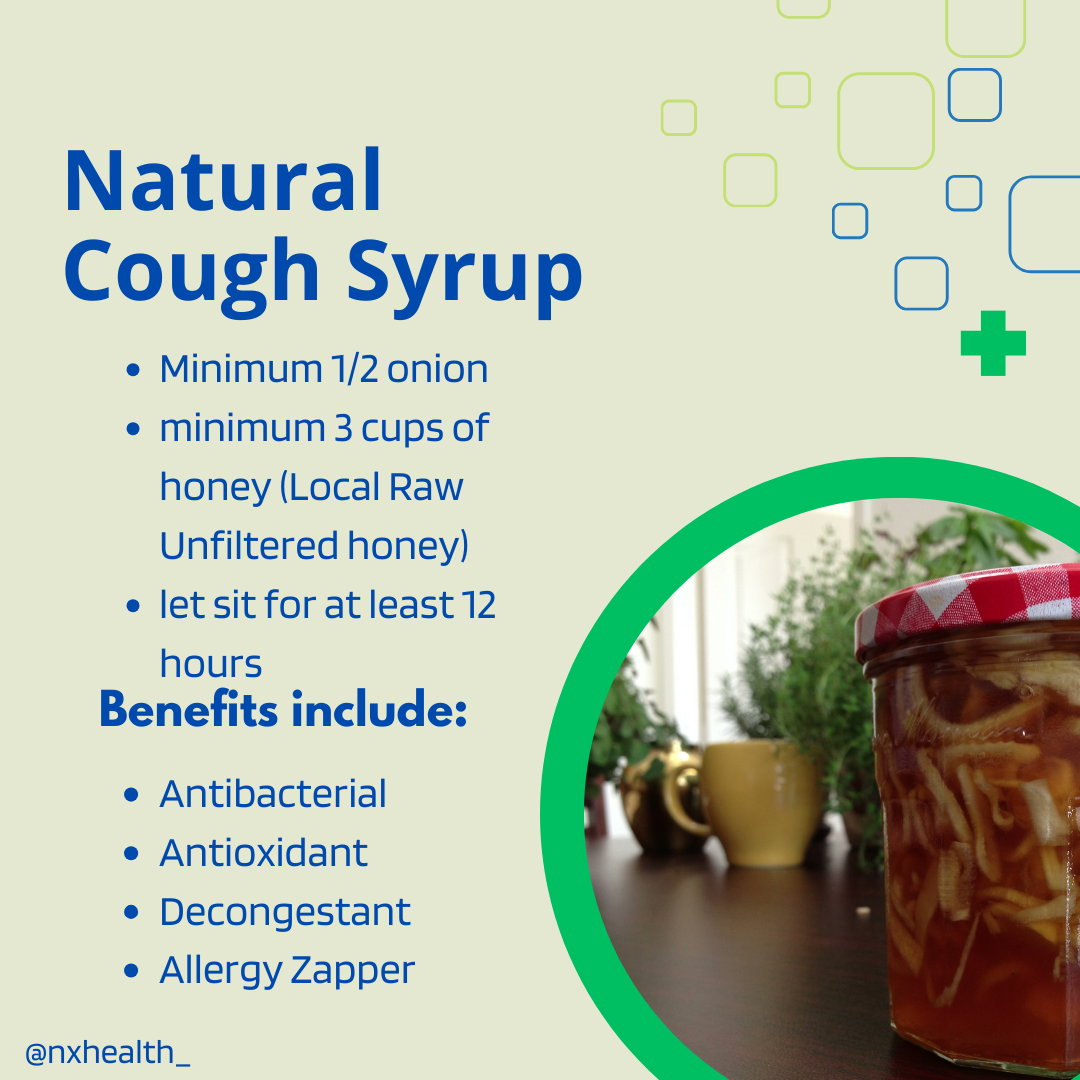 Natural
Cough Syrup
• Minimum 1/2 onion
• minimum 3 cups of
honey (Local Raw
Unfiltered honey)
• let sit for at least 12
hours
Benefits include:
• Antibacterial
• Antioxidant
• Decongestant
• Allergy Zapper
@nxhealth_